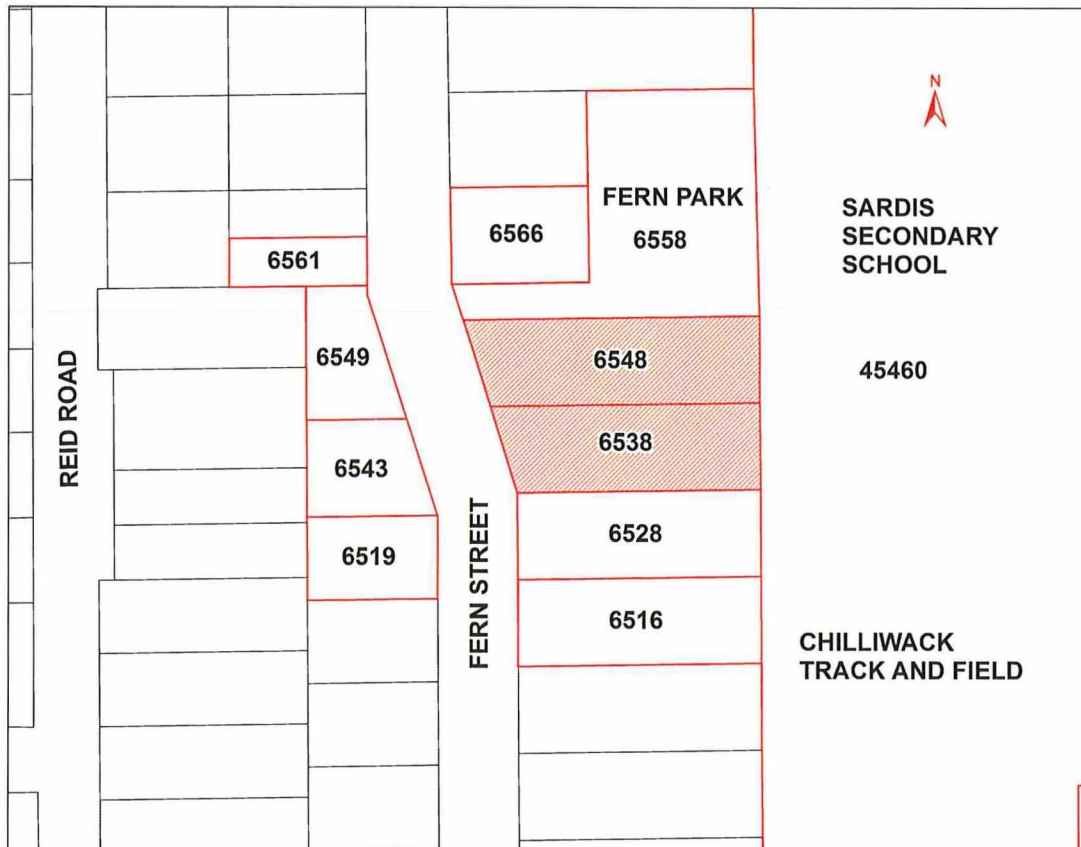 N
FERN PARK
6558
SARDIS
SECONDARY
SCHOOL
6566
6561
6549
6548
45460
REID ROAD
6538
6543
6528
6519
FERN STREET
6516
CHILLIWACK
TRACK AND FIELD